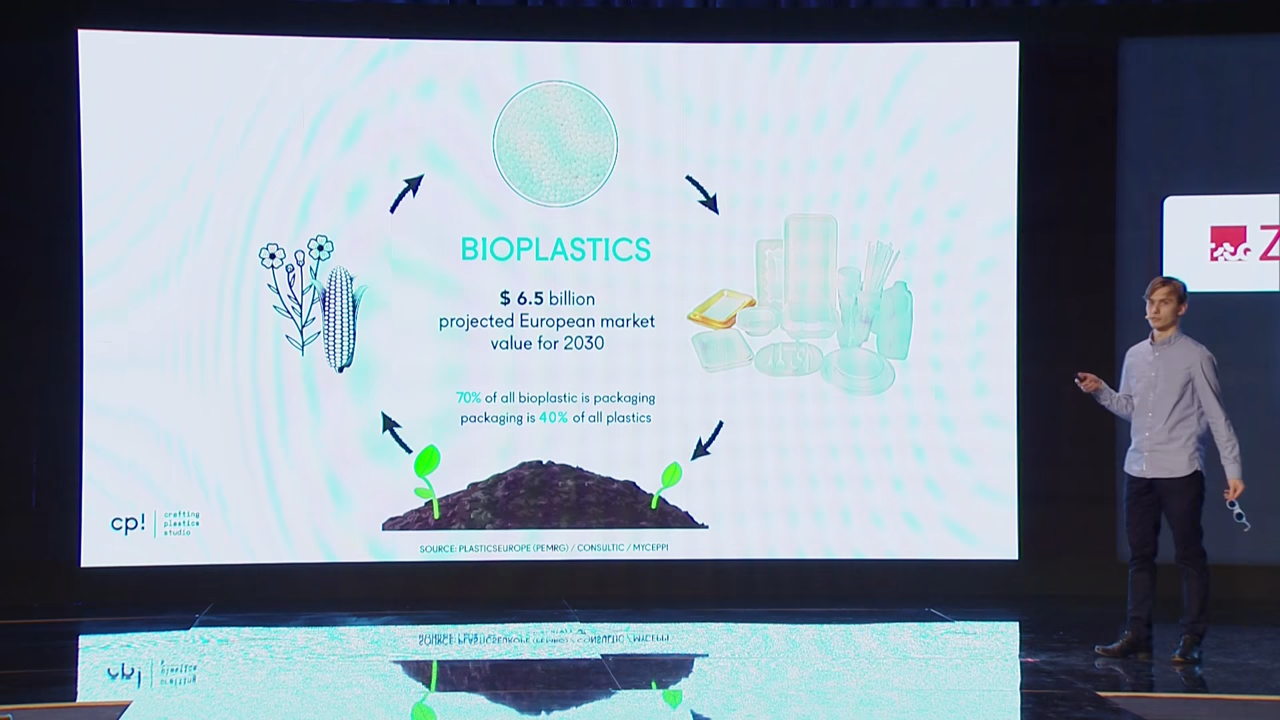 BIOPLASTICS
$ 6.5 billion
projected European market
value for 2030
70% of all bioplastic is packaging
packaging is 40% of all plastics
cp!
crafting
plastics
studio
SOURCE: PLASTICSEUROPE (PEMRG) / CONSULTIC / MYCEPPI
Z